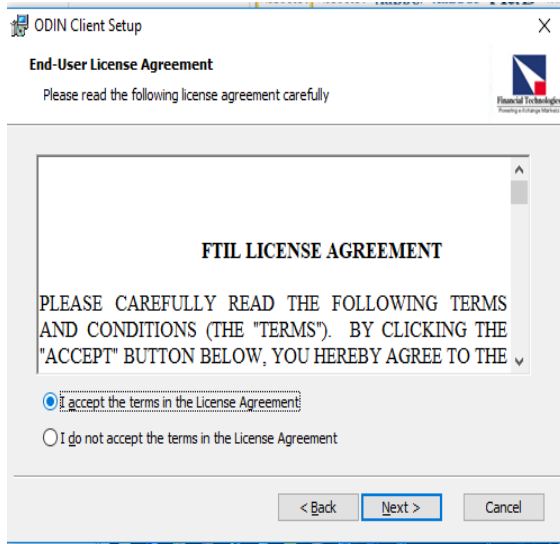 ODIN Client Setup
End-User License Agreement
Please read the following license agreement carefully
Financial Technologies
Powering e-Xchange Markets
FTIL LICENSE AGREEMENT
PLEASE CAREFULLY READ THE FOLLOWING TERMS
AND CONDITIONS (THE "TERMS"). BY CLICKING THE
"ACCEPT" BUTTON BELOW, YOU HEREBY AGREE TO THE
I accept the terms in the License Agreement
I do not accept the terms in the License Agreement
< Back Next > Cancel